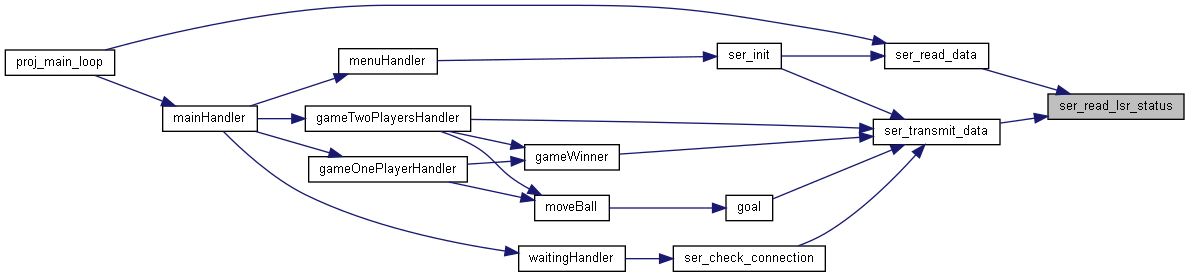 proj_main_loop
mainHandler
menuHandler
gameTwoPlayersHandler
gameOnePlayerHandler
waitingHandler
gameWinner
moveBall
ser_init
goal
ser_check_connection
ser_read_data
ser_transmit_data
ser_read_lsr_status